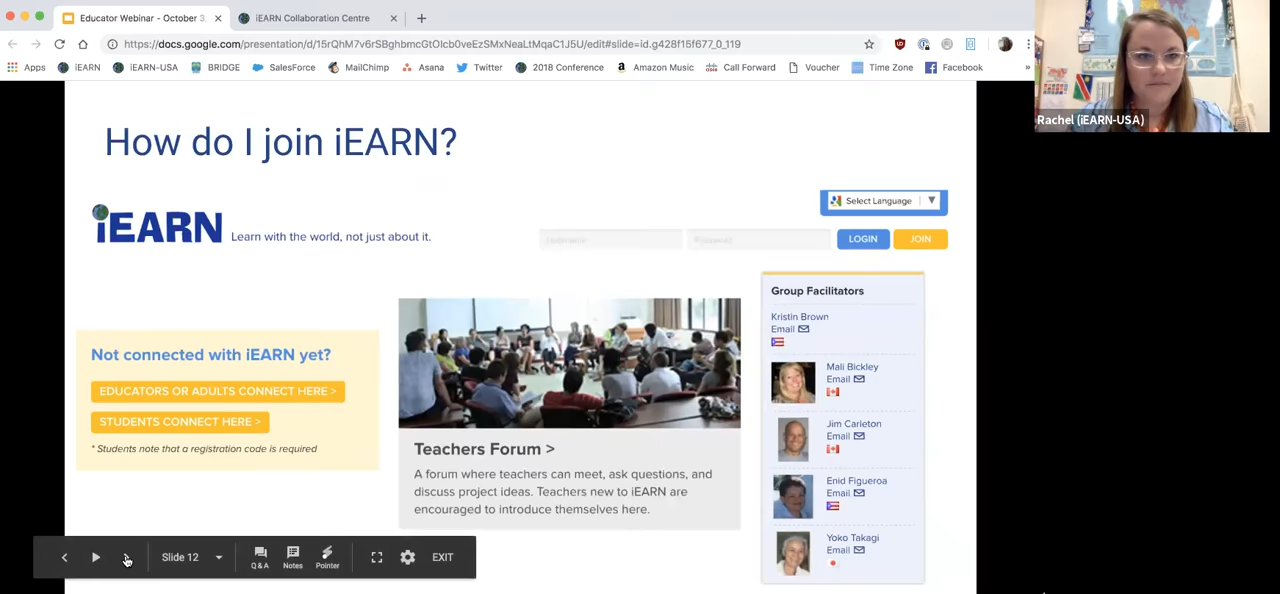 Educator Webinar - October 3,
iEARN Collaboration Centre
https://docs.google.com/presentation/d/15rQhM7v6rSBghbmcGtOlcb0veEzSMxNeaLtMqaC1J5U/edit#slide=id.g428f15f677_0_119
Apps iEARN iEARN-USA BRIDGE SalesForce MailChimp Asana Twitter 2018 Conference Amazon Music Call Forward Voucher Time Zone Facebook »
Rachel (iEARN-USA)
How do I join iEARN?
Select Language
iEARN Learn with the world, not just about it.
LOGIN JOIN
Not connected with iEARN yet?
EDUCATORS OR ADULTS CONNECT HERE >
STUDENTS CONNECT HERE >
* Students note that a registration code is required
Teachers Forum >
A forum where teachers can meet, ask questions, and
discuss project ideas. Teachers new to iEARN are
encouraged to introduce themselves here.
Group Facilitators
Kristin Brown
Email
Mali Bickley
Email
Jim Carleton
Email
Enid Figueroa
Email
Yoko Takagi
Email
Slide 12
Q & A
Notes
Pointer
EXIT